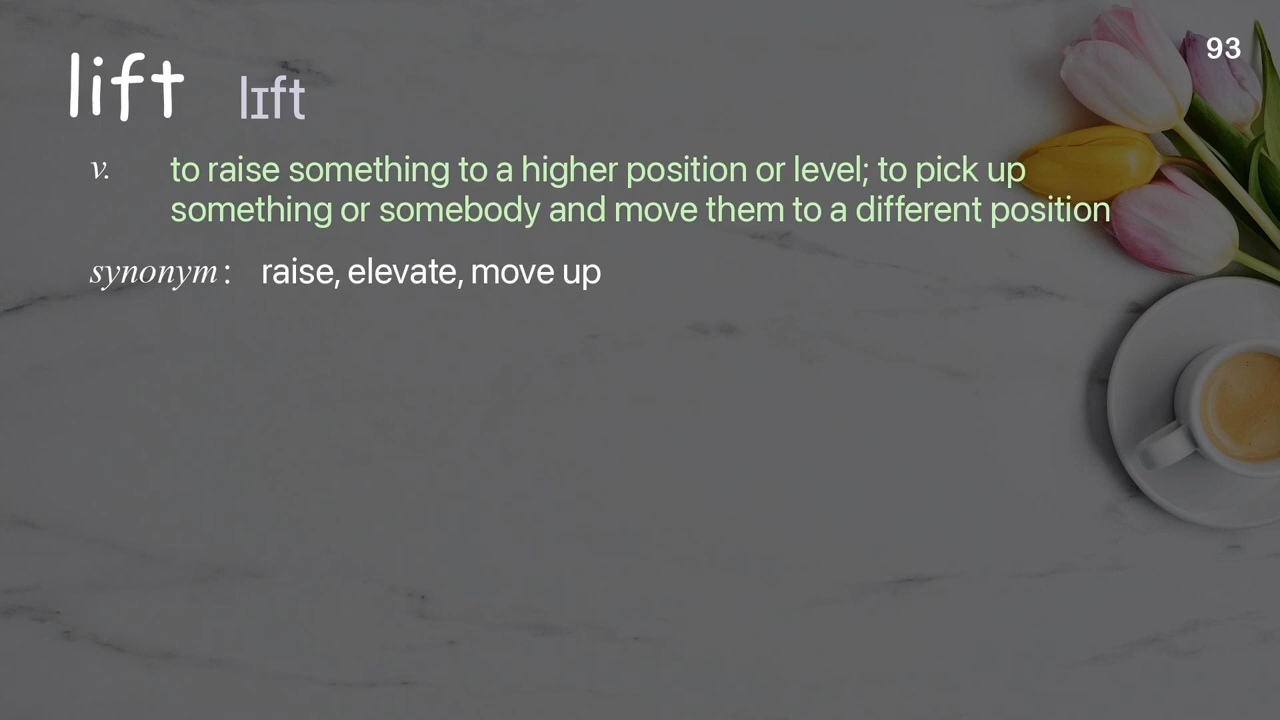 93
lift lɪft
v. to raise something to a higher position or level; to pick up
something or somebody and move them to a different position
synonym: raise, elevate, move up